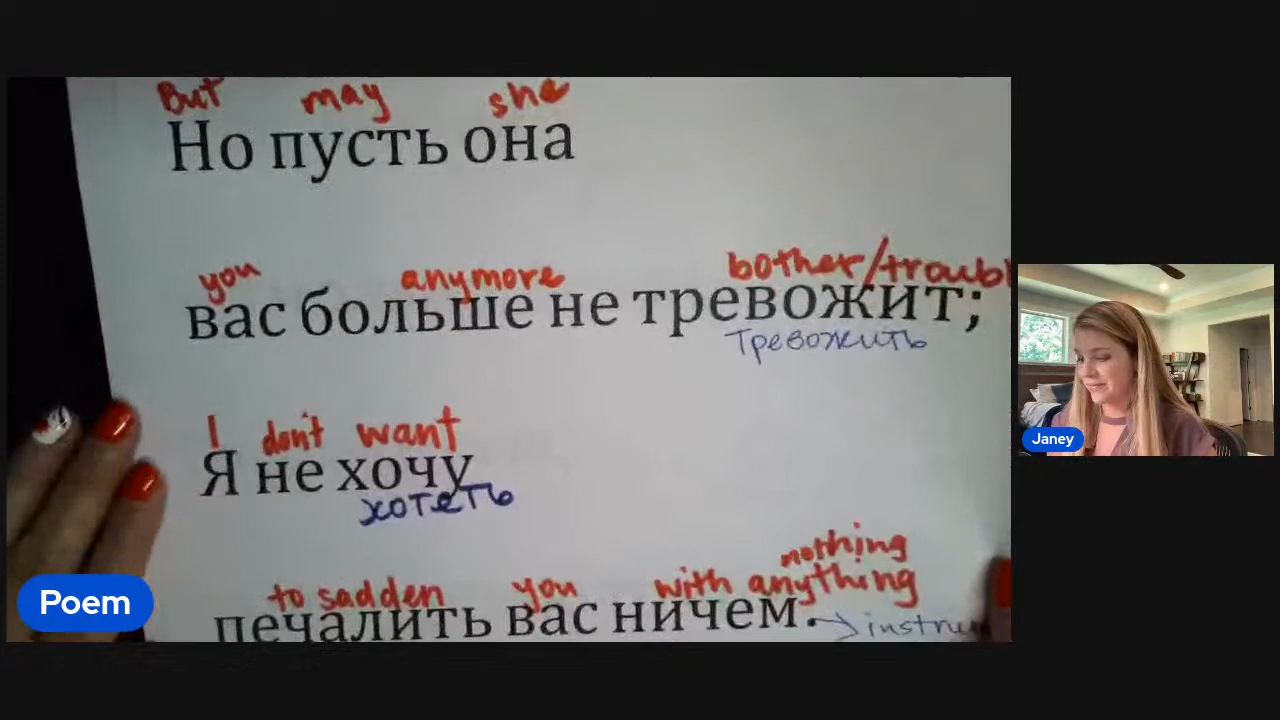 But may she
Но пусть она
you anymore bother/troubl
вас больше не тревожит;
тревожить
I don't want
Я не хочу
хотеть
nothing
to sadden you with anything
печалить вас ничем.
instru
Poem
Janey